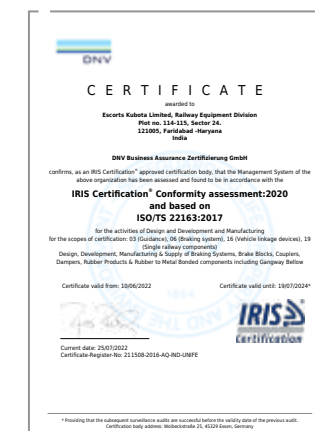 DNV
CERTIFICATE
awarded to
Escorts Kubota Limited, Railway Equipment Division
Plot no. 114-115, Sector 24.
121005, Faridabad -Haryana
India
DNV Business Assurance Zertifizierung GmbH
confirms, as an IRIS Certification® approved certification body, that the Management System of the
above organization has been assessed and found to be in accordance with the
IRIS Certification® Conformity assessment:2020
and based on
ISO/TS 22163:2017
for the activities of Design and Development and Manufacturing
for the scopes of certification: 03 (Guidance), 06 (Braking system), 16 (Vehicle linkage devices), 19
(Single railway components)
Design, Development, Manufacturing & Supply of Braking Systems, Brake Blocks, Couplers,
Dampers, Rubber Products & Rubber to Metal Bonded components including Gangway Bellow
Certificate valid from: 10/06/2022 Certificate valid until: 19/07/2024*
IRIS
Certification
Current date: 25/07/2022
Certificate-Register-No: 211508-2016-AQ-IND-UNIFE
* Providing that the subsequent surveillance audits are successful before the validity date of the previous audit.
Certification body address: Wolbeckstraße 25, 45329 Essen, Germany